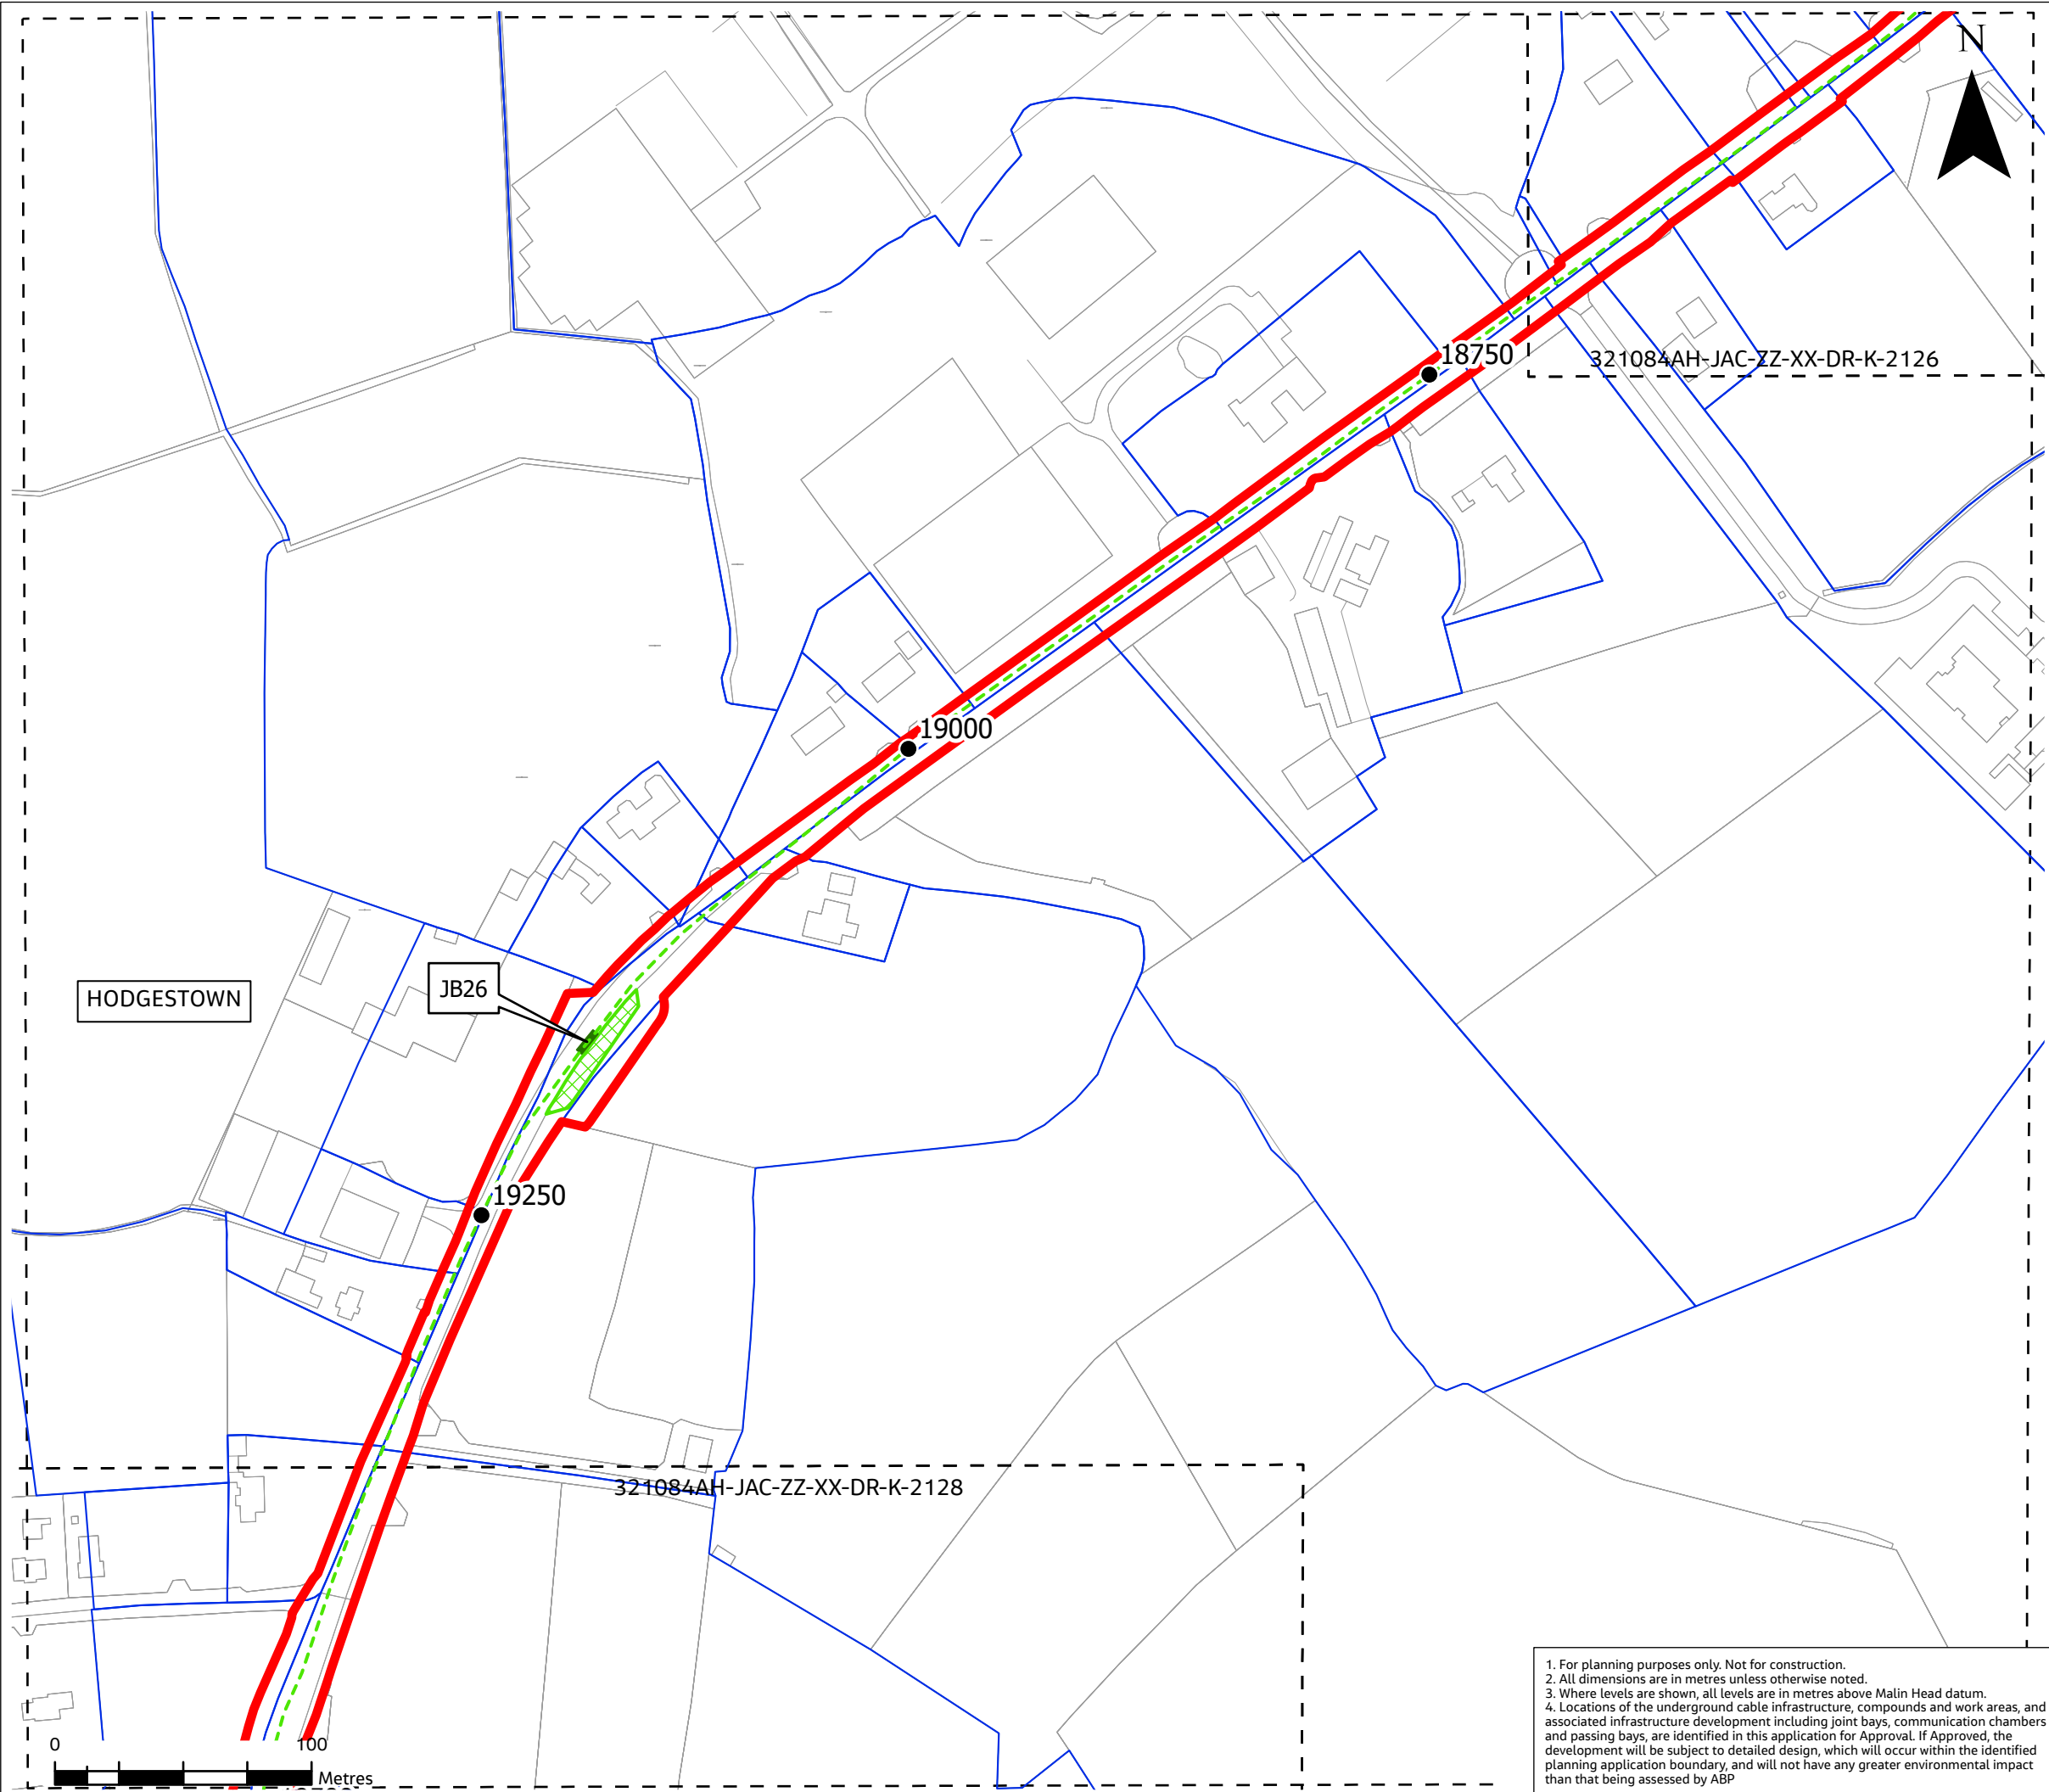 N
18750
321084AH-JAC-ZZ-XX-DR-K-2126
19000
HODGESTOWN
JB26
19250
321084AH-JAC-ZZ-XX-DR-K-2128
0
100
Metres
1. For planning purposes only. Not for construction.
2. All dimensions are in metres unless otherwise noted.
3. Where levels are shown, all levels are in metres above Malin Head datum.
4. Locations of the underground cable infrastructure, compounds and work areas, and
associated infrastructure development including joint bays, communication chambers
and passing bays, are identified in this application for Approval. If Approved, the
development will be subject to detailed design, which will occur within the identified
planning application boundary, and will not have any greater environmental impact
than that being assessed by ABP